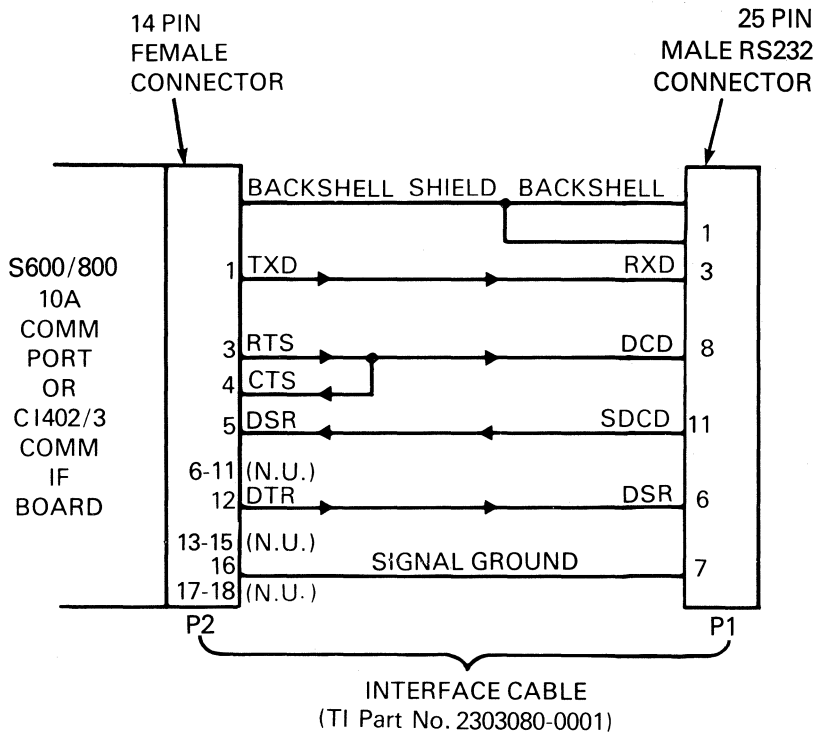 14 PIN
FEMALE
CONNECTOR
25 PIN
MALE RS232
CONNECTOR
BACKSHELL SHIELD BACKSHELL
1
S600/800
10A
COMM
PORT
OR
CI402/3
COMM
IF
BOARD
1 TXD RXD 3
3 RTS DCD 8
4 CTS
5 DSR SDCD 11
6-11 (N.U.)
12 DTR DSR 6
13-15 (N.U.)
16 SIGNAL GROUND 7
17-18 (N.U.)
P2 P1
INTERFACE CABLE
(TI Part No. 2303080-0001)